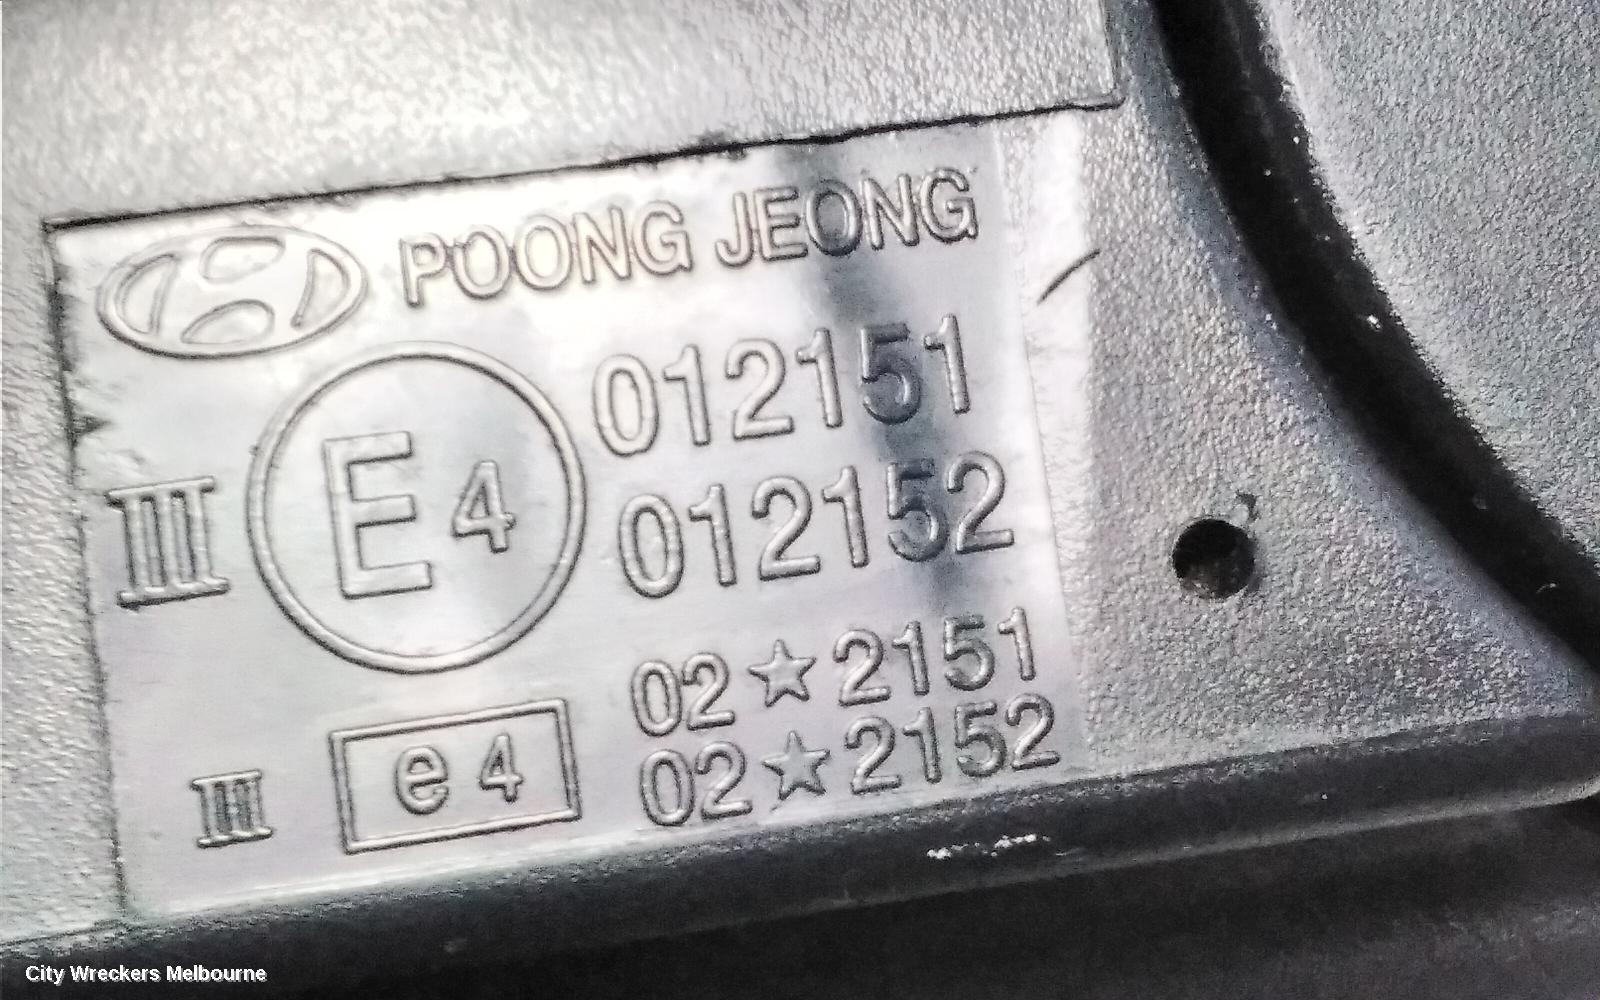 POONG JEONG
012151
III E4
012152
02☆2151
III e4
02☆2152
City Wreckers Melbourne